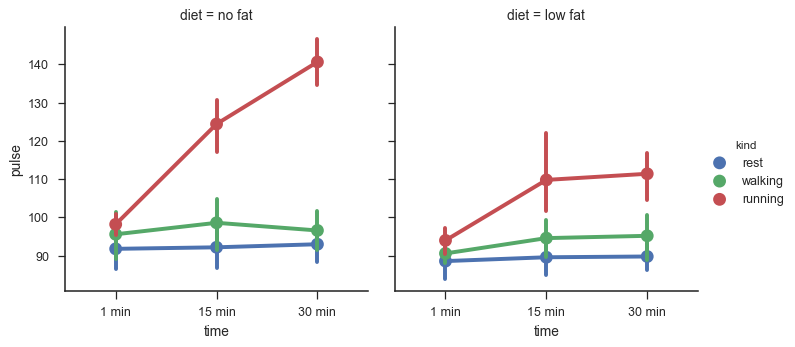 diet = no fat
diet = low fat
pulse
140
130
120
110
100
90
1 min
15 min
30 min
time
1 min
15 min
30 min
time
kind
rest
walking
running